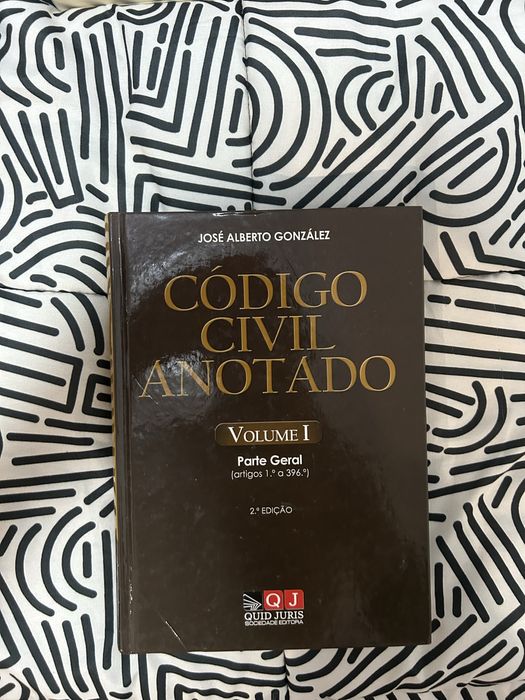 JOSÉ ALBERTO GONZÁLEZ
CÓDIGO
CIVIL
ANOTADO
VOLUME I
Parte Geral
(artigos 1.º a 396.º)
2.ª EDIÇÃO
QJ
QUID JURIS
SOCIEDADE EDITORA